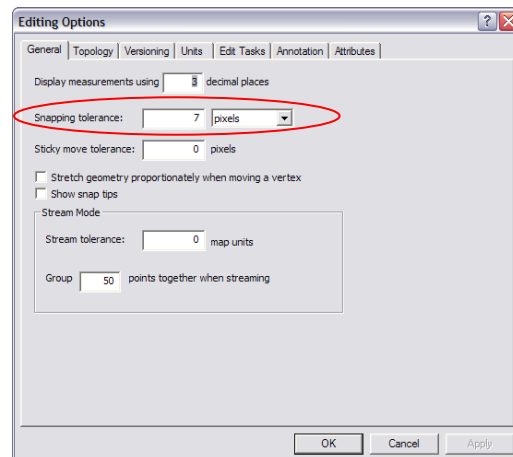 Editing Options
General Topology Versioning Units Edit Tasks Annotation Attributes
Display measurements using 3 decimal places
Snapping tolerance: 7 pixels
Sticky move tolerance: 0 pixels
Stretch geometry proportionately when moving a vertex
Show snap tips
Stream Mode
Stream tolerance: 0 map units
Group 50 points together when streaming
OK Cancel Apply